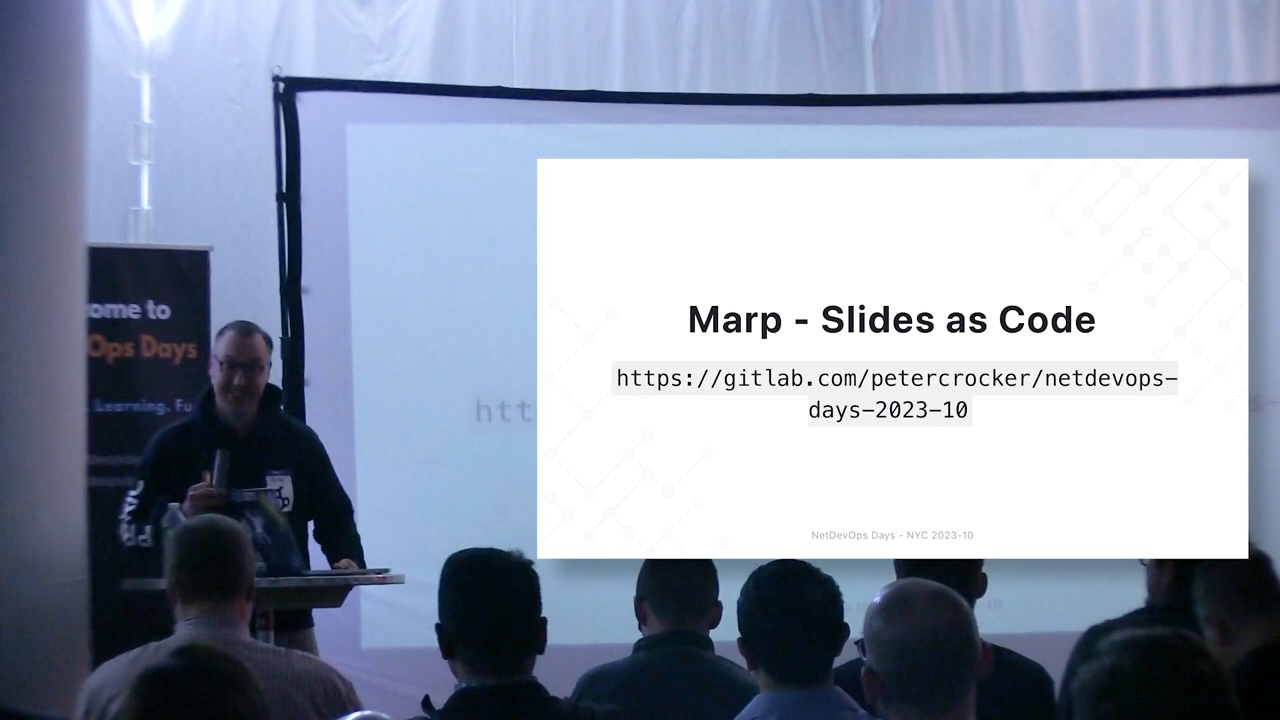 ome to
Ops Days
Learning. Fu
htt
Marp - Slides as Code
https://gitlab.com/petercrocker/netdevops-
days-2023-10
NetDevOps Days - NYC 2023-10